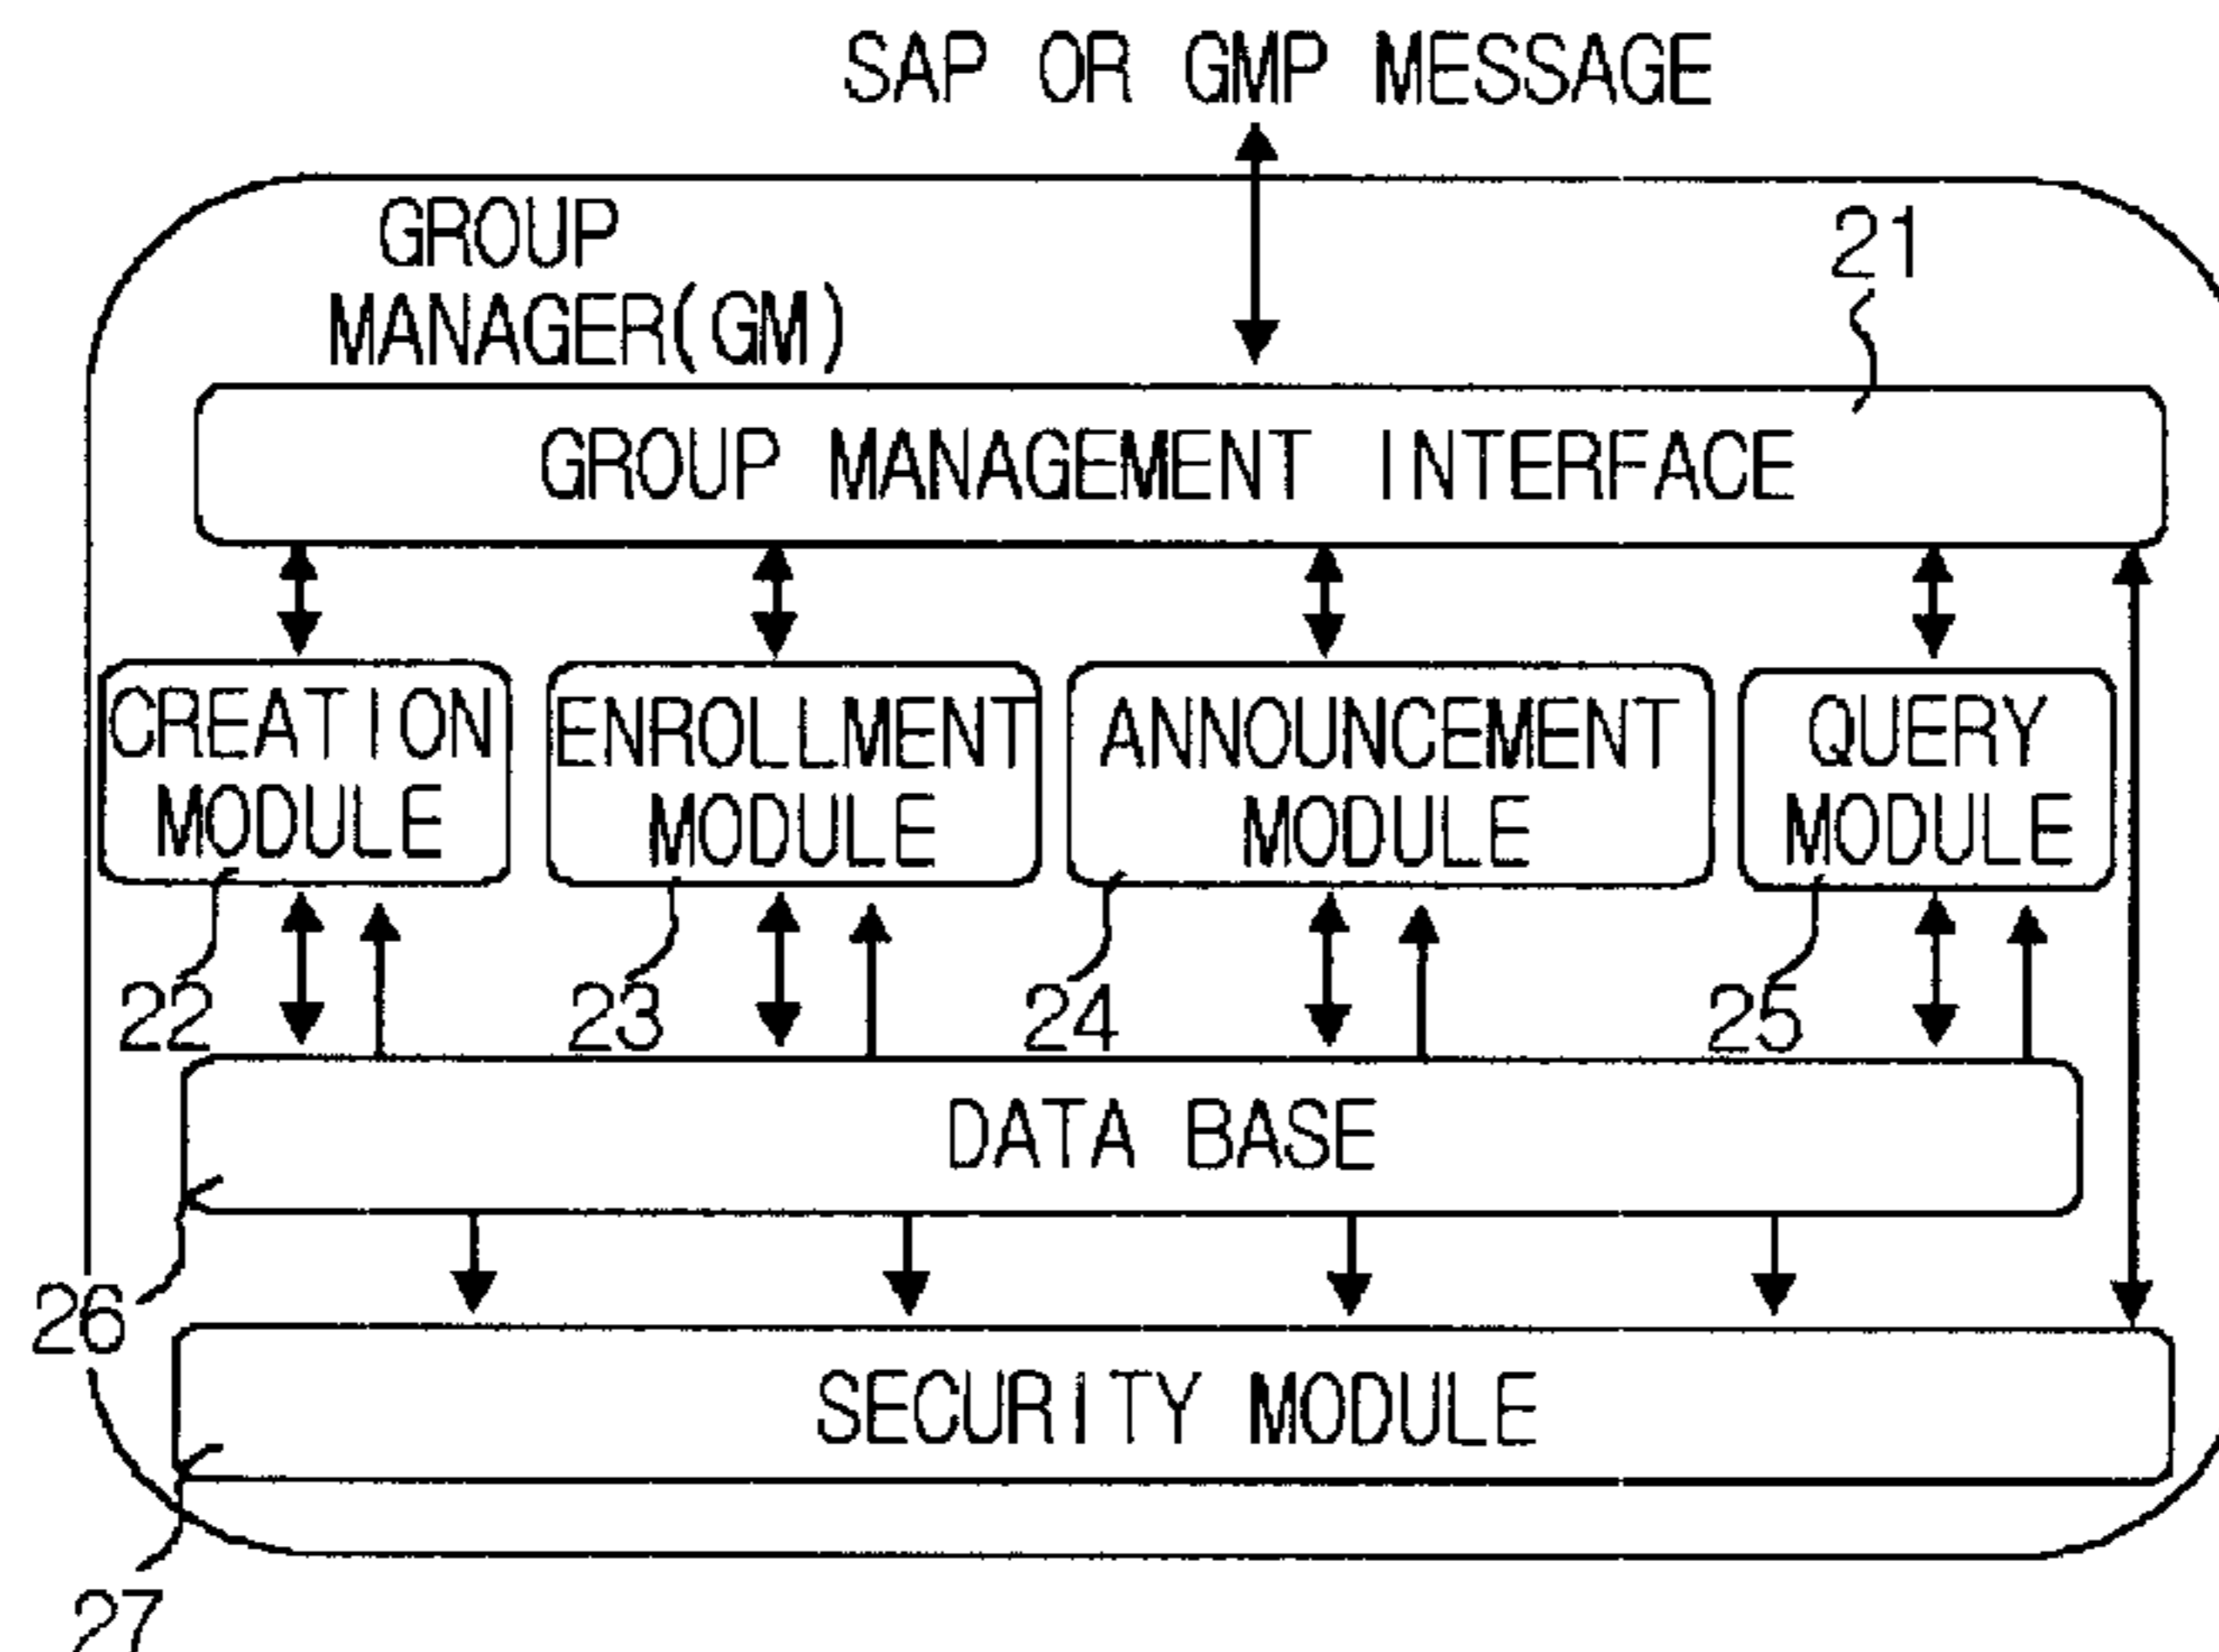 SAP OR GMP MESSAGE
GROUP
MANAGER(GM)
21
GROUP MANAGEMENT INTERFACE
CREATION
MODULE
ENROLLMENT
MODULE
ANNOUNCEMENT
MODULE
QUERY
MODULE
22
23
24
25
DATA BASE
26
SECURITY MODULE
27